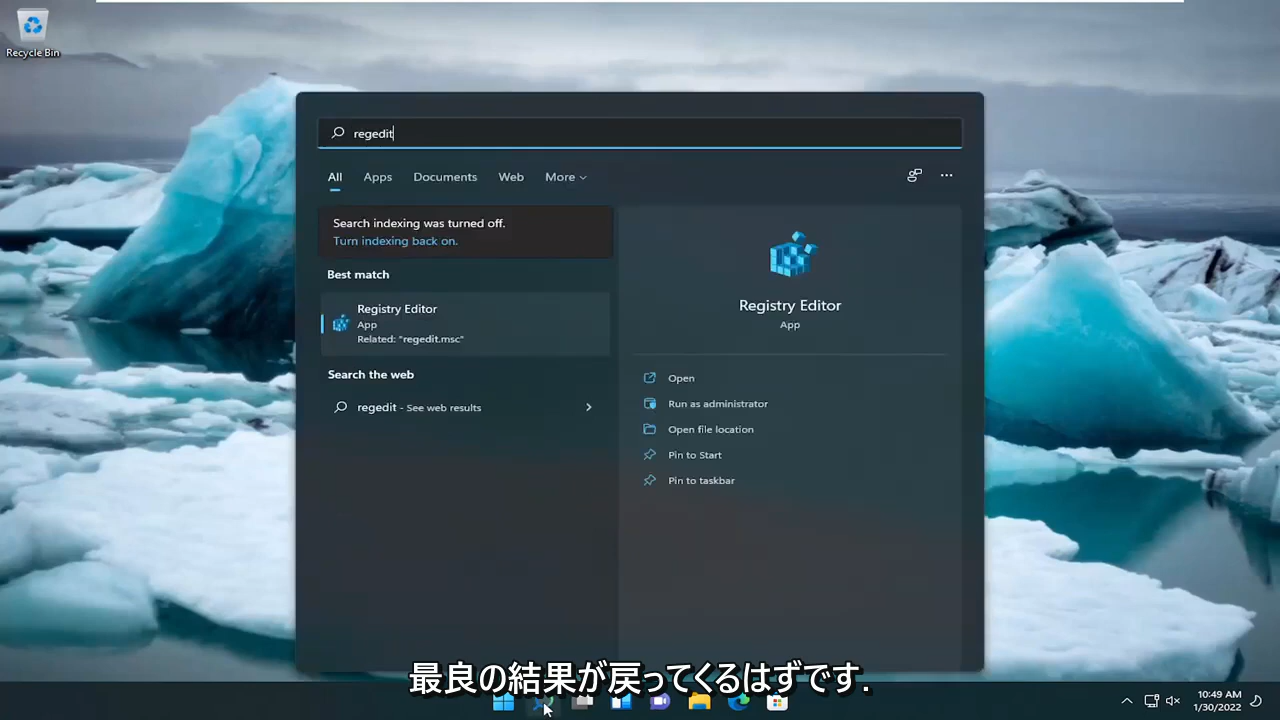 Recycle Bin
regedit
All Apps Documents Web More
Search indexing was turned off.
Turn indexing back on.
Best match
Registry Editor
App
Related: "regedit.msc"
Search the web
regedit - See web results
Registry Editor
App
Open
Run as administrator
Open file location
Pin to Start
Pin to taskbar
最良の結果が戻ってくるはずです.
10:49 AM
1/30/2022